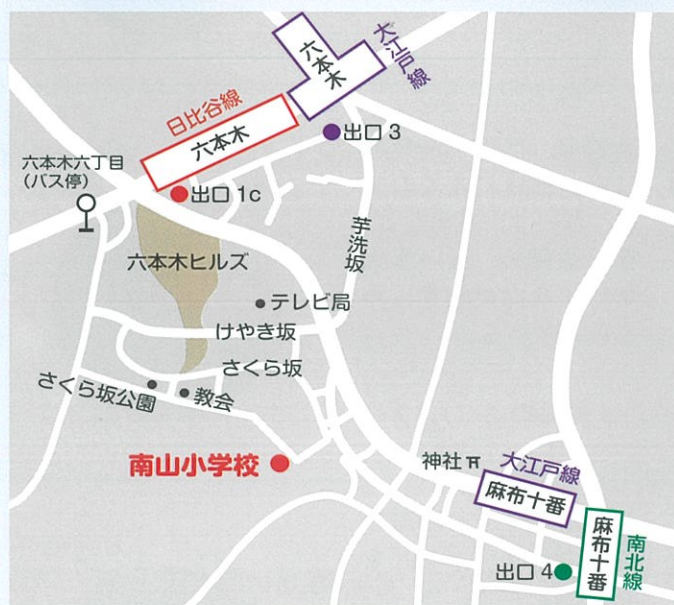 六本木
大江戸線
日比谷線
六本木
出口 3
六本木六丁目
(バス停)
出口 1c
芋洗坂
六本木ヒルズ
テレビ局
けやき坂
さくら坂
さくら坂公園
教会
南山小学校
神社
大江戸線
麻布十番
麻布十番
南北線
出口 4